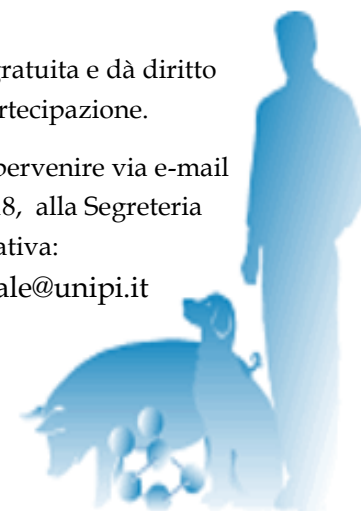 ratuita e dà diritto
rtecipazione.
pervenire via e-mail
8, alla Segreteria
ativa:
ale@unipi.it